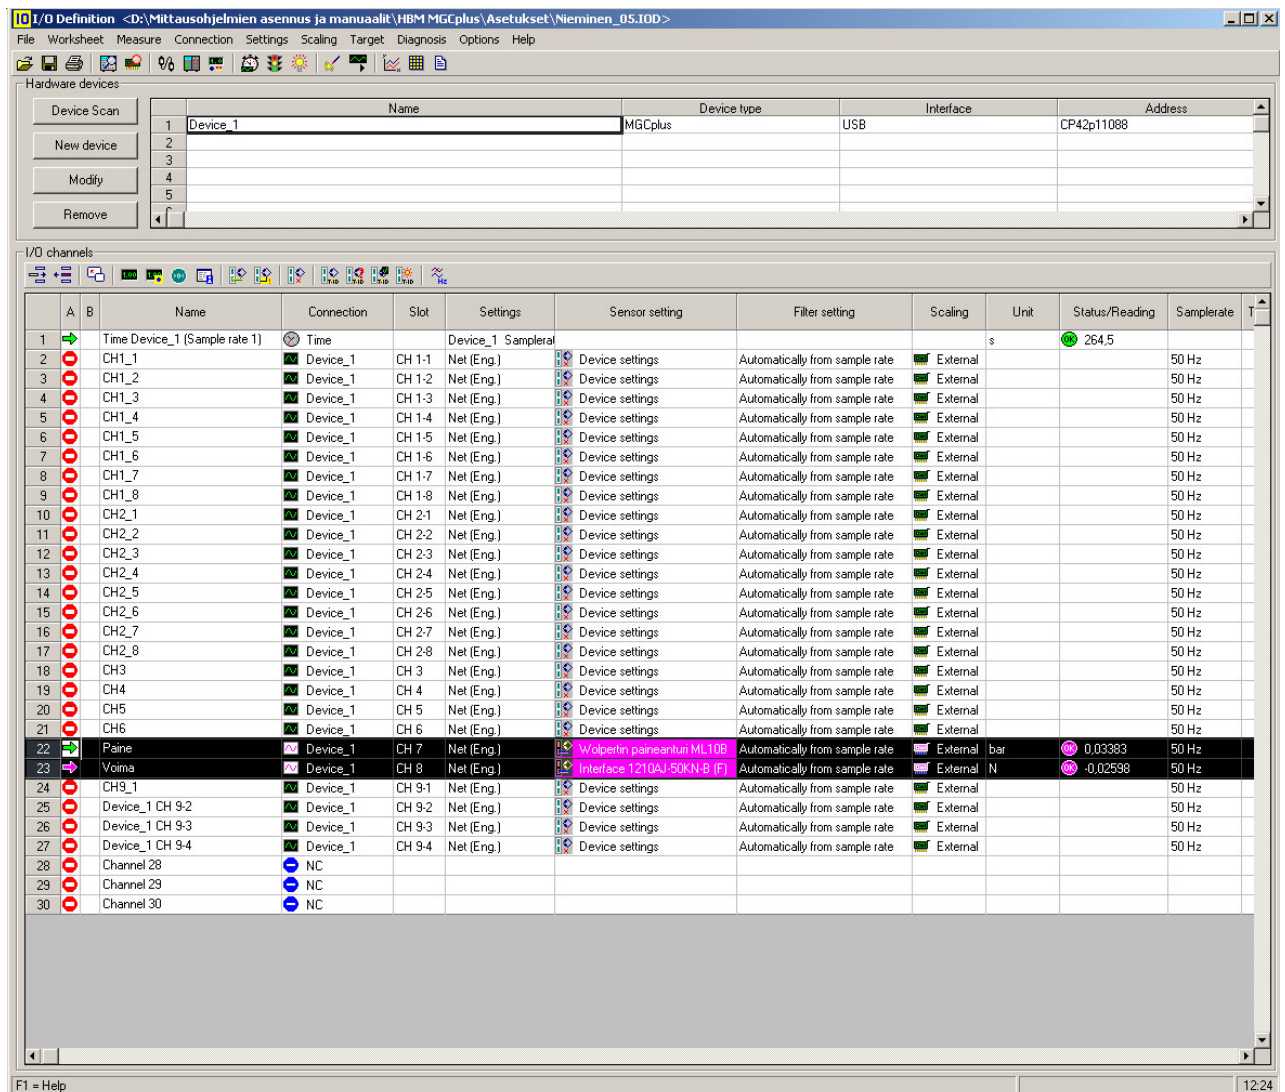 IO I/O Definition <D:\Mittausohjelmien asennus ja manuaalit\HBM MGCplus\Asetukset\Nieminen_05.IOD>
File Worksheet Measure Connection Settings Scaling Target Diagnosis Options Help
Hardware devices
Device Scan
New device
Modify
Remove
Name Device type Interface Address
1 Device_1 MGCplus USB CP42p11088
2
3
4
5
I/O channels
A B Name Connection Slot Settings Sensor setting Filter setting Scaling Unit Status/Reading Samplerate T
1 Time Device_1 (Sample rate 1) Time Device_1 Samplerat s OK 264,5
2 CH1_1 Device_1 CH 1-1 Net (Eng.) Device settings Automatically from sample rate External 50 Hz
3 CH1_2 Device_1 CH 1-2 Net (Eng.) Device settings Automatically from sample rate External 50 Hz
4 CH1_3 Device_1 CH 1-3 Net (Eng.) Device settings Automatically from sample rate External 50 Hz
5 CH1_4 Device_1 CH 1-4 Net (Eng.) Device settings Automatically from sample rate External 50 Hz
6 CH1_5 Device_1 CH 1-5 Net (Eng.) Device settings Automatically from sample rate External 50 Hz
7 CH1_6 Device_1 CH 1-6 Net (Eng.) Device settings Automatically from sample rate External 50 Hz
8 CH1_7 Device_1 CH 1-7 Net (Eng.) Device settings Automatically from sample rate External 50 Hz
9 CH1_8 Device_1 CH 1-8 Net (Eng.) Device settings Automatically from sample rate External 50 Hz
10 CH2_1 Device_1 CH 2-1 Net (Eng.) Device settings Automatically from sample rate External 50 Hz
11 CH2_2 Device_1 CH 2-2 Net (Eng.) Device settings Automatically from sample rate External 50 Hz
12 CH2_3 Device_1 CH 2-3 Net (Eng.) Device settings Automatically from sample rate External 50 Hz
13 CH2_4 Device_1 CH 2-4 Net (Eng.) Device settings Automatically from sample rate External 50 Hz
14 CH2_5 Device_1 CH 2-5 Net (Eng.) Device settings Automatically from sample rate External 50 Hz
15 CH2_6 Device_1 CH 2-6 Net (Eng.) Device settings Automatically from sample rate External 50 Hz
16 CH2_7 Device_1 CH 2-7 Net (Eng.) Device settings Automatically from sample rate External 50 Hz
17 CH2_8 Device_1 CH 2-8 Net (Eng.) Device settings Automatically from sample rate External 50 Hz
18 CH3 Device_1 CH 3 Net (Eng.) Device settings Automatically from sample rate External 50 Hz
19 CH4 Device_1 CH 4 Net (Eng.) Device settings Automatically from sample rate External 50 Hz
20 CH5 Device_1 CH 5 Net (Eng.) Device settings Automatically from sample rate External 50 Hz
21 CH6 Device_1 CH 6 Net (Eng.) Device settings Automatically from sample rate External 50 Hz
22 Paine Device_1 CH 7 Net (Eng.) Wolpertin paineanturi ML10B Automatically from sample rate External bar OK 0,03383 50 Hz
23 Voima Device_1 CH 8 Net (Eng.) Interface 1210AJ-50KN-B (F) Automatically from sample rate External N OK -0,02598 50 Hz
24 CH9_1 Device_1 CH 9-1 Net (Eng.) Device settings Automatically from sample rate External 50 Hz
25 Device_1 CH 9-2 Device_1 CH 9-2 Net (Eng.) Device settings Automatically from sample rate External 50 Hz
26 Device_1 CH 9-3 Device_1 CH 9-3 Net (Eng.) Device settings Automatically from sample rate External 50 Hz
27 Device_1 CH 9-4 Device_1 CH 9-4 Net (Eng.) Device settings Automatically from sample rate External 50 Hz
28 Channel 28 NC
29 Channel 29 NC
30 Channel 30 NC
F1 = Help 12:24